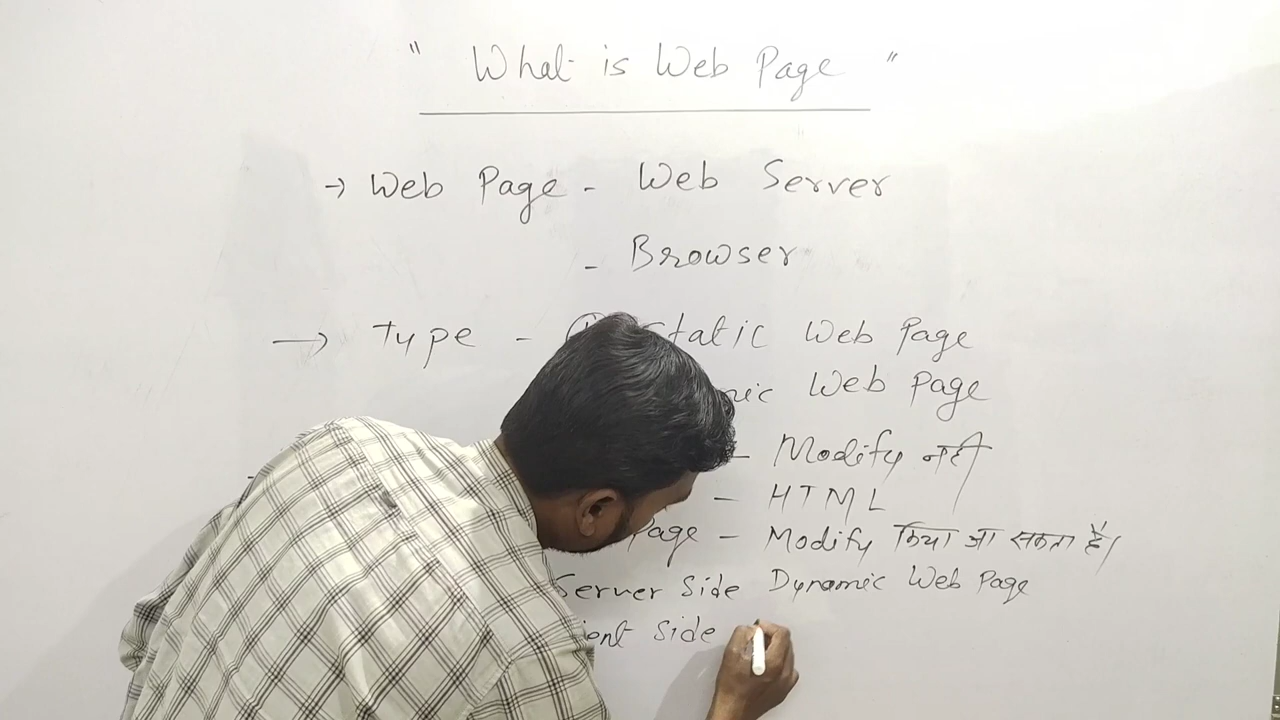 " What is Web Page "
→ Web Page - Web Server
- Browser
→ Type - ① Static Web Page
Web Page
- Modify नही
- HTML
Page - Modify किया जा सकता है।
Server Side Dynamic Web Page
Side